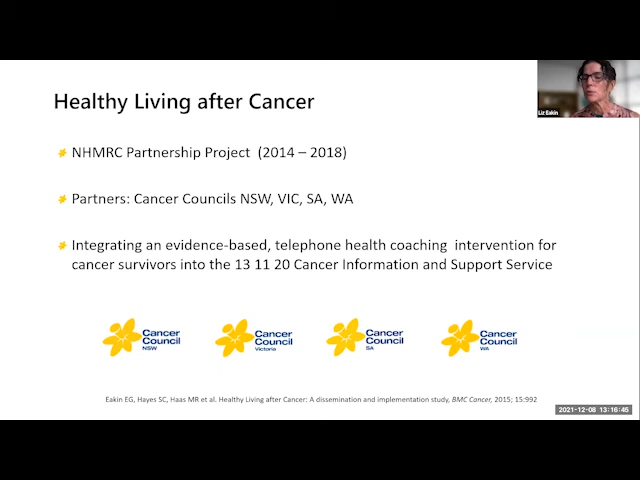 Healthy Living after Cancer
Liz Eakin
NHMRC Partnership Project (2014 – 2018)
Partners: Cancer Councils NSW, VIC, SA, WA
Integrating an evidence-based, telephone health coaching intervention for
cancer survivors into the 13 11 20 Cancer Information and Support Service
Cancer
Council
NSW
Cancer
Council
Victoria
Cancer
Council
SA
Cancer
Council
WA
Eakin EG, Hayes SC, Haas MR et al. Healthy Living after Cancer: A dissemination and implementation study, BMC Cancer, 2015; 15:992
2021-12-08 13:16:45